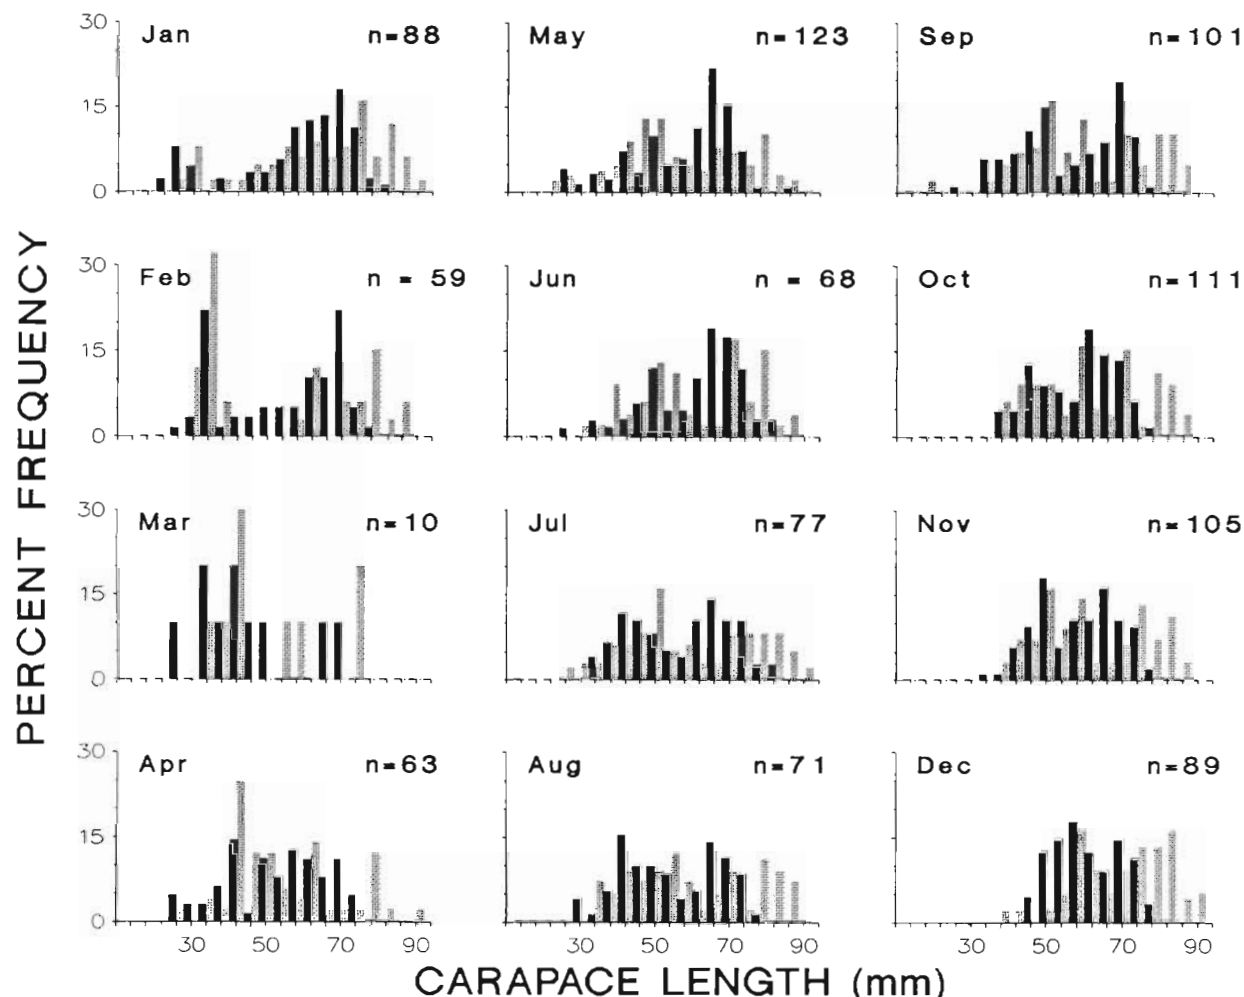 30
Jan n=88
May n=123
Sep n=101
15
0
30
Feb n = 59
Jun n = 68
Oct n=111
15
0
30
Mar n=10
Jul n=77
Nov n=105
15
0
30
Apr n=63
Aug n=71
Dec n=89
15
0
30 50 70 90
30 50 70 90
30 50 70 90
PERCENT FREQUENCY
CARAPACE LENGTH (mm)